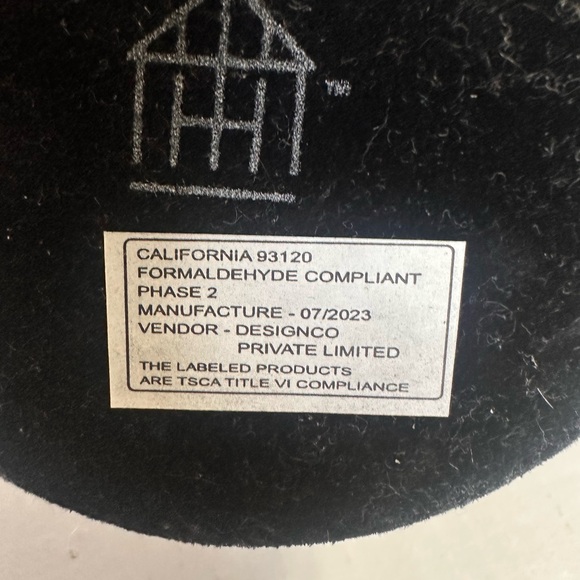 TM
CALIFORNIA 93120
FORMALDEHYDE COMPLIANT
PHASE 2
MANUFACTURE - 07/2023
VENDOR - DESIGNCO
PRIVATE LIMITED
THE LABELED PRODUCTS
ARE TSCA TITLE VI COMPLIANCE